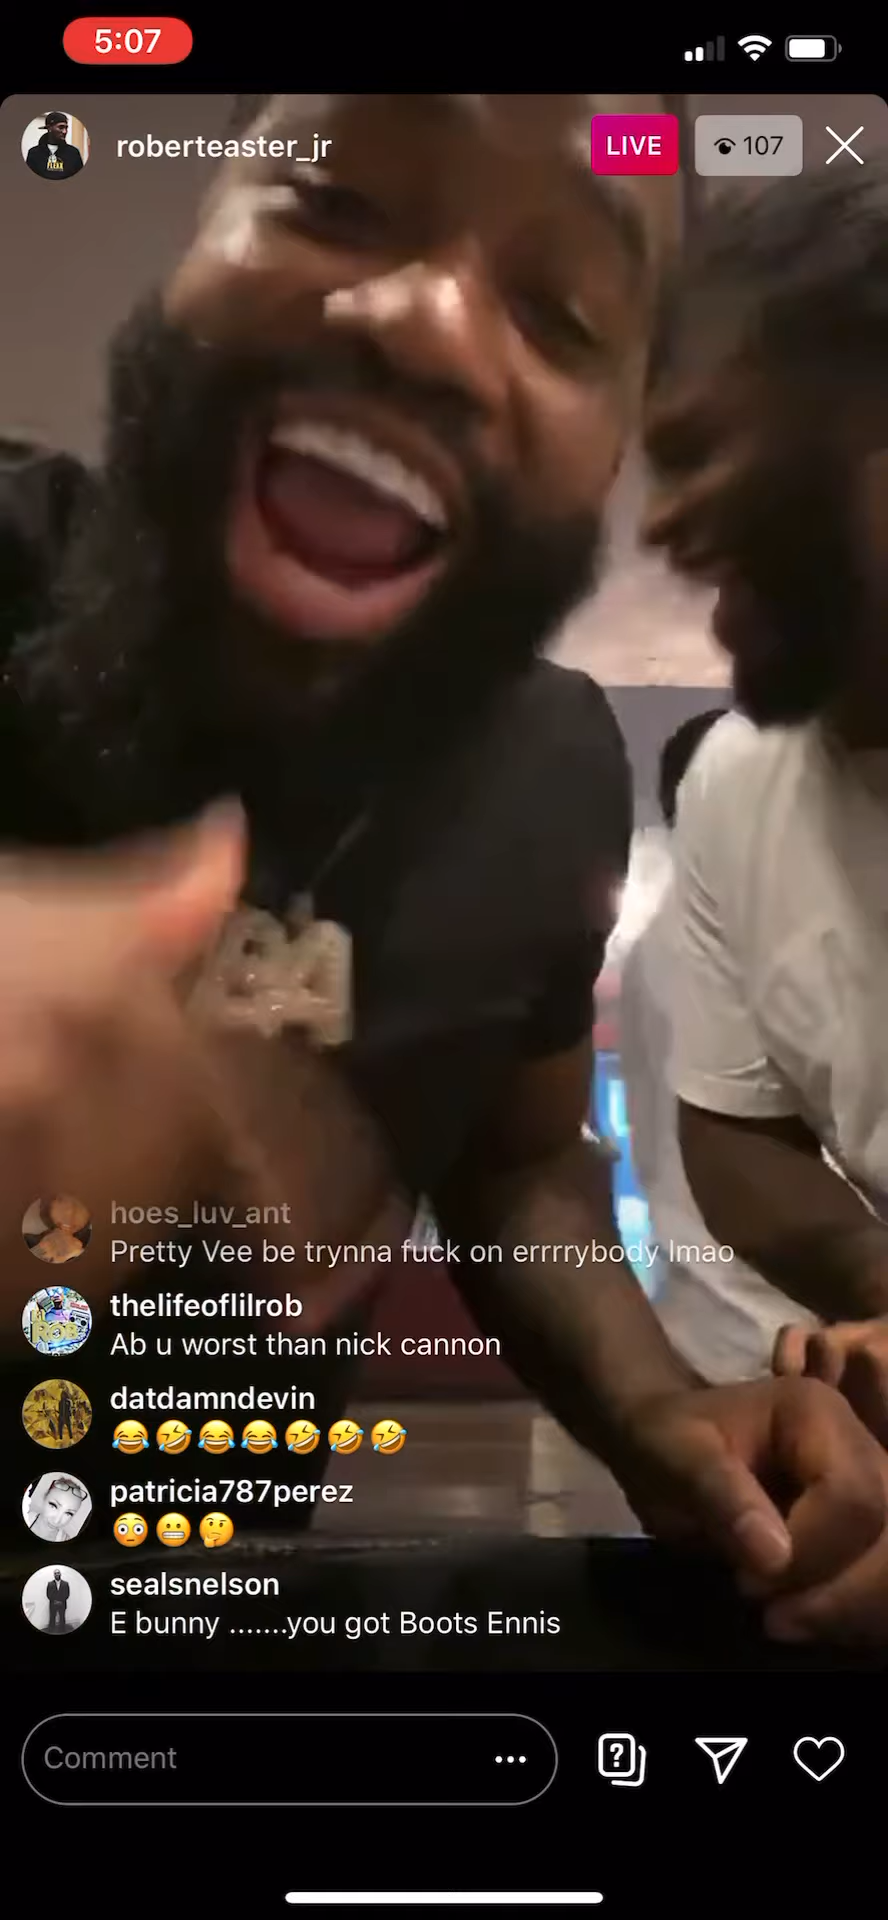 5:07
roberteaster_jr
LIVE
107
hoes_luv_ant
Pretty Vee be trynna fuck on errrrybody lmao
thelifeoflilrob
Ab u worst than nick cannon
datdamndevin
😂🤣😂😂🤣🤣🤣
patricia787perez
😳😬🤔
sealsnelson
E bunny .......you got Boots Ennis
Comment